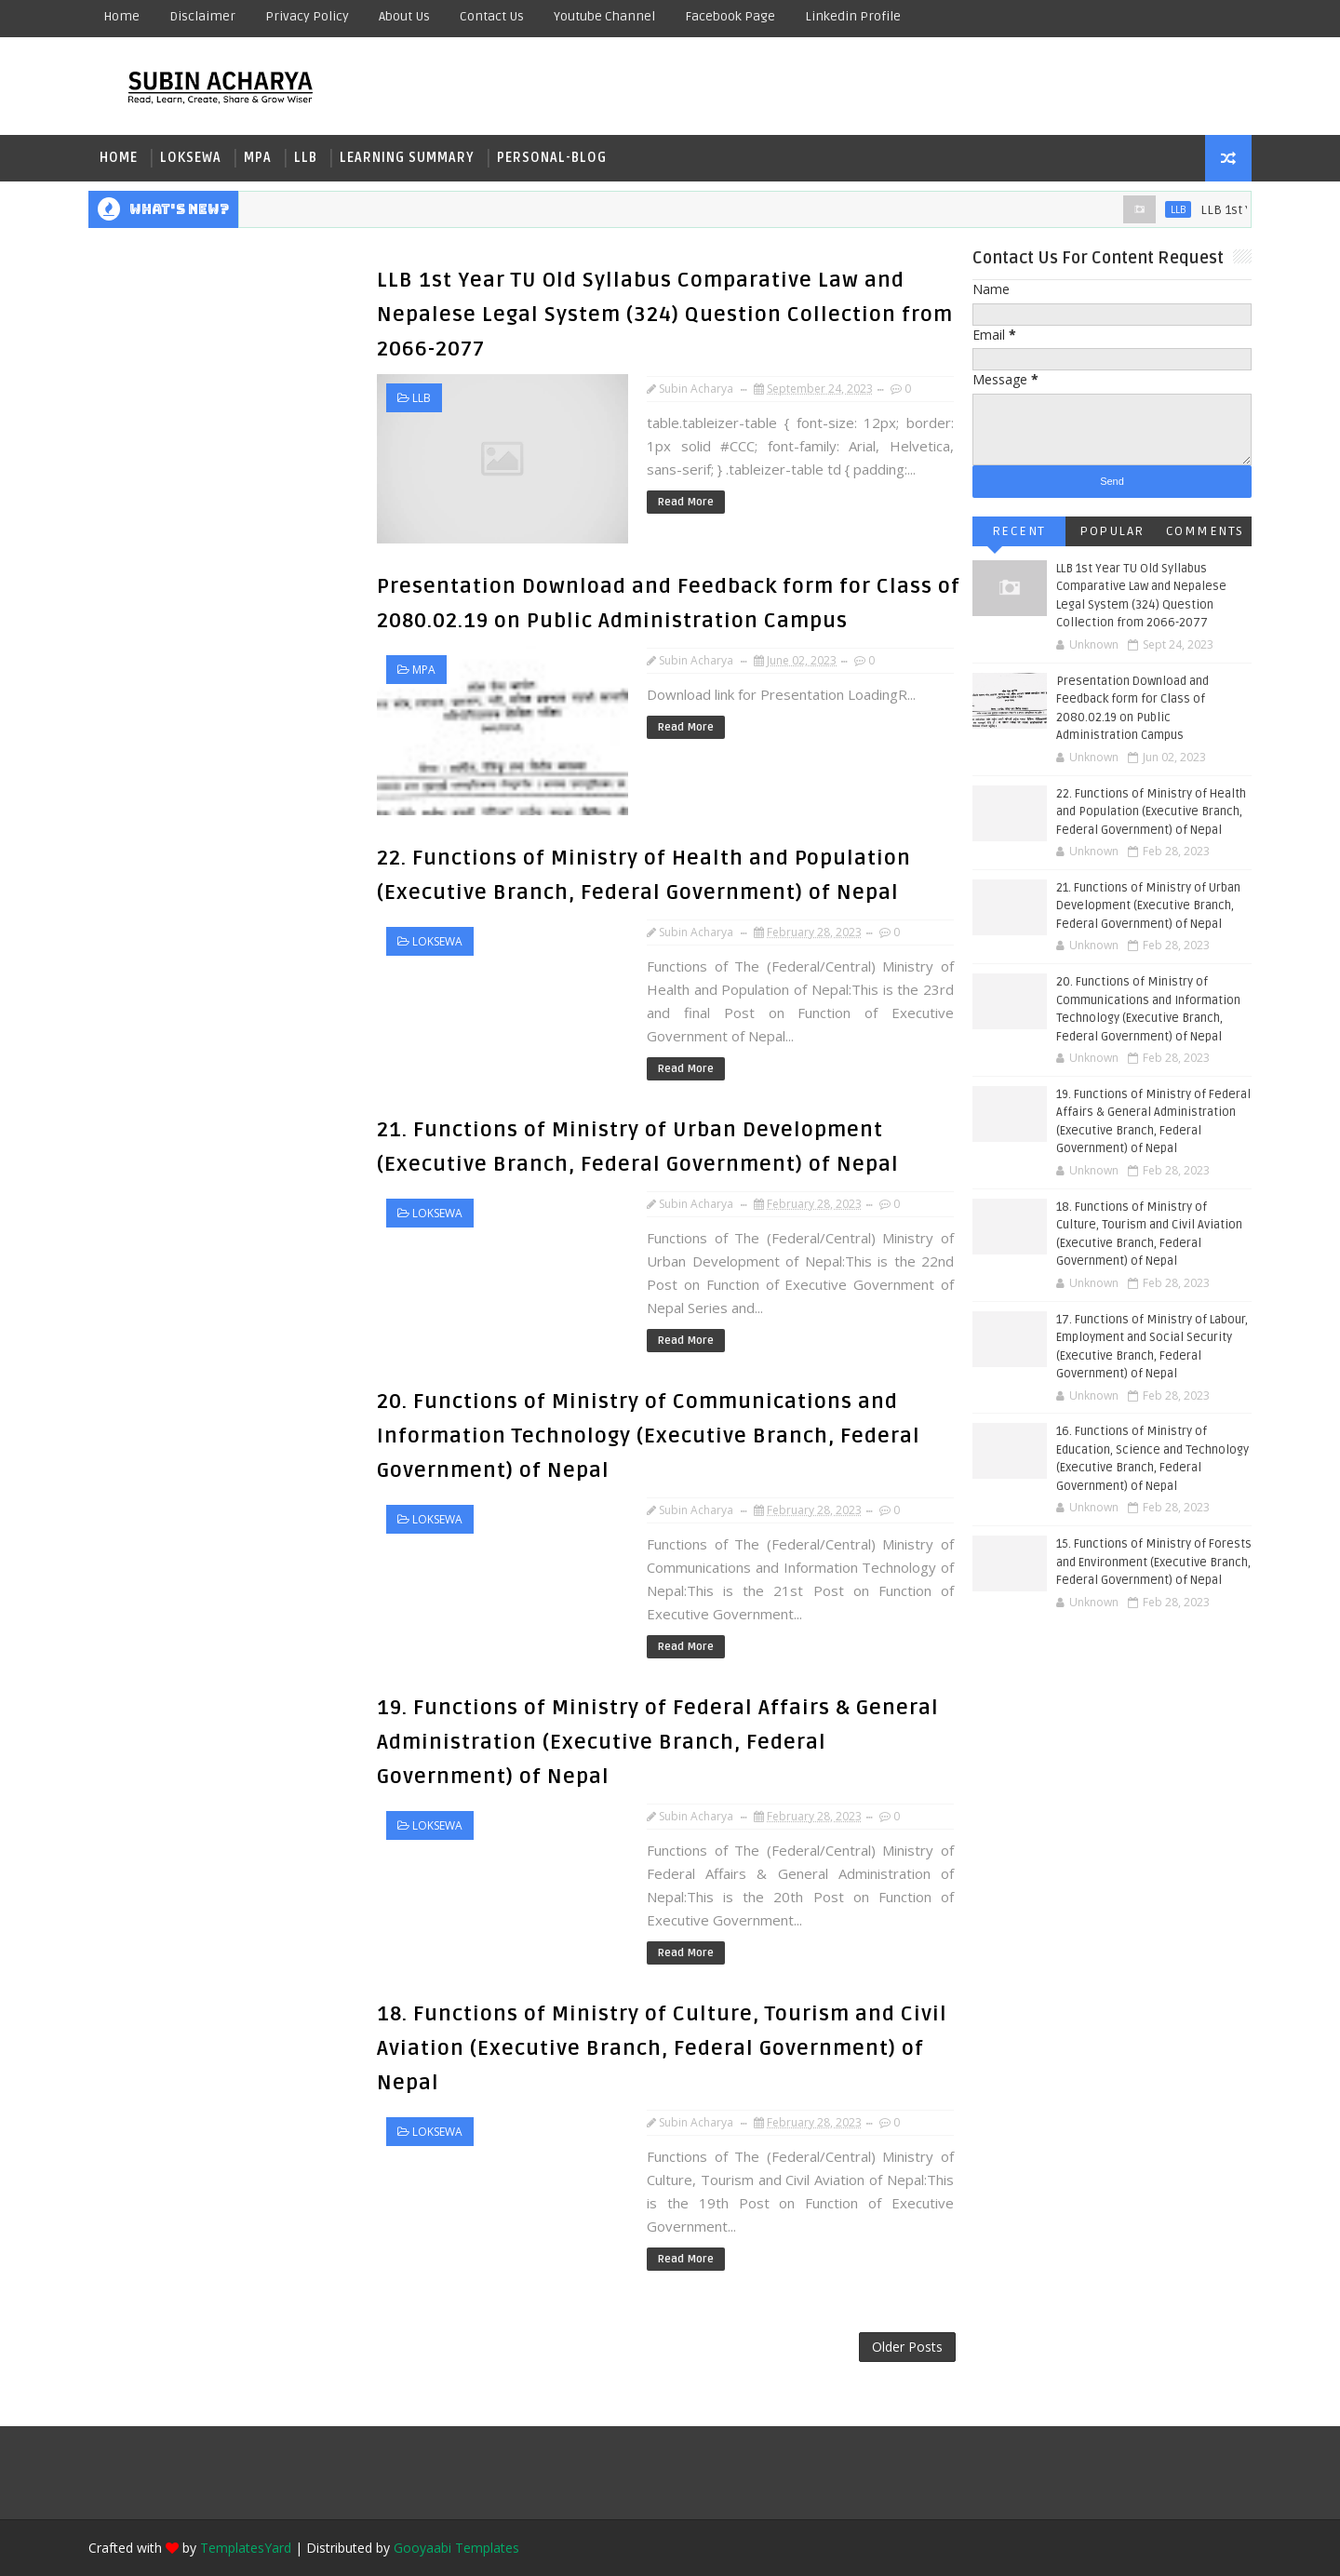 Home Disclaimer Privacy Policy About Us Contact Us Youtube Channel Facebook Page Linkedin Profile
SUBIN ACHARYA
Read, Learn, Create, Share & Grow Wiser
HOME LOKSEWA MPA LLB LEARNING SUMMARY PERSONAL-BLOG
WHAT'S NEW? LLB LLB 1st
LLB 1st Year TU Old Syllabus Comparative Law and
Nepalese Legal System (324) Question Collection from
2066-2077
LLB
Subin Acharya – September 24, 2023 – 0
table.tableizer-table { font-size: 12px; border:
1px solid #CCC; font-family: Arial, Helvetica,
sans-serif; } .tableizer-table td { padding:...
Read More
Presentation Download and Feedback form for Class of
2080.02.19 on Public Administration Campus
MPA
Subin Acharya – June 02, 2023 – 0
Download link for Presentation LoadingR...
Read More
22. Functions of Ministry of Health and Population
(Executive Branch, Federal Government) of Nepal
LOKSEWA
Subin Acharya – February 28, 2023 – 0
Functions of The (Federal/Central) Ministry of
Health and Population of Nepal:This is the 23rd
and final Post on Function of Executive
Government of Nepal...
Read More
21. Functions of Ministry of Urban Development
(Executive Branch, Federal Government) of Nepal
LOKSEWA
Subin Acharya – February 28, 2023 – 0
Functions of The (Federal/Central) Ministry of
Urban Development of Nepal:This is the 22nd
Post on Function of Executive Government of
Nepal Series and...
Read More
20. Functions of Ministry of Communications and
Information Technology (Executive Branch, Federal
Government) of Nepal
LOKSEWA
Subin Acharya – February 28, 2023 – 0
Functions of The (Federal/Central) Ministry of
Communications and Information Technology of
Nepal:This is the 21st Post on Function of
Executive Government...
Read More
19. Functions of Ministry of Federal Affairs & General
Administration (Executive Branch, Federal
Government) of Nepal
LOKSEWA
Subin Acharya – February 28, 2023 – 0
Functions of The (Federal/Central) Ministry of
Federal Affairs & General Administration of
Nepal:This is the 20th Post on Function of
Executive Government...
Read More
18. Functions of Ministry of Culture, Tourism and Civil
Aviation (Executive Branch, Federal Government) of
Nepal
LOKSEWA
Subin Acharya – February 28, 2023 – 0
Functions of The (Federal/Central) Ministry of
Culture, Tourism and Civil Aviation of Nepal:This
is the 19th Post on Function of Executive
Government...
Read More
Older Posts
Contact Us For Content Request
Name
Email *
Message *
Send
RECENT POPULAR COMMENTS
LLB 1st Year TU Old Syllabus
Comparative Law and Nepalese
Legal System (324) Question
Collection from 2066-2077
Unknown Sept 24, 2023
Presentation Download and
Feedback form for Class of
2080.02.19 on Public
Administration Campus
Unknown Jun 02, 2023
22. Functions of Ministry of Health
and Population (Executive Branch,
Federal Government) of Nepal
Unknown Feb 28, 2023
21. Functions of Ministry of Urban
Development (Executive Branch,
Federal Government) of Nepal
Unknown Feb 28, 2023
20. Functions of Ministry of
Communications and Information
Technology (Executive Branch,
Federal Government) of Nepal
Unknown Feb 28, 2023
19. Functions of Ministry of Federal
Affairs & General Administration
(Executive Branch, Federal
Government) of Nepal
Unknown Feb 28, 2023
18. Functions of Ministry of
Culture, Tourism and Civil Aviation
(Executive Branch, Federal
Government) of Nepal
Unknown Feb 28, 2023
17. Functions of Ministry of Labour,
Employment and Social Security
(Executive Branch, Federal
Government) of Nepal
Unknown Feb 28, 2023
16. Functions of Ministry of
Education, Science and Technology
(Executive Branch, Federal
Government) of Nepal
Unknown Feb 28, 2023
15. Functions of Ministry of Forests
and Environment (Executive Branch,
Federal Government) of Nepal
Unknown Feb 28, 2023
Crafted with by TemplatesYard | Distributed by Gooyaabi Templates